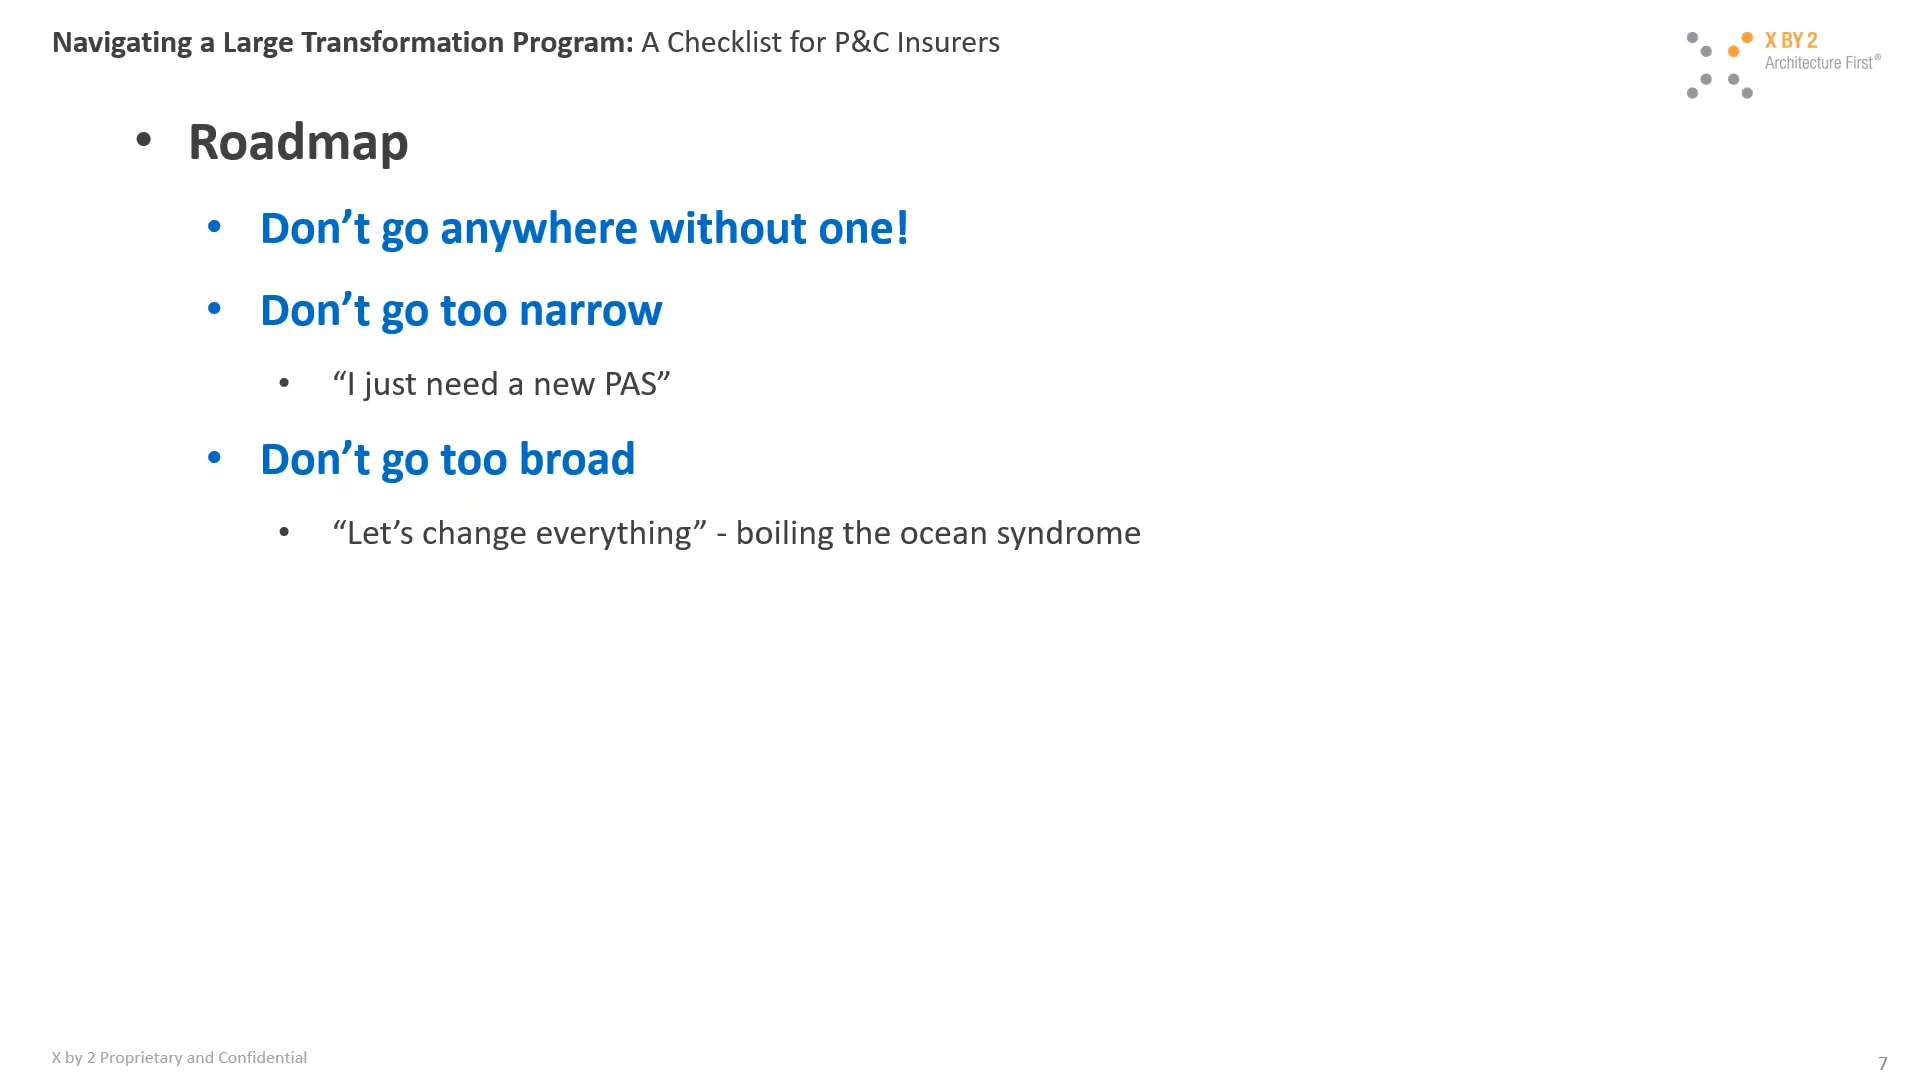 Navigating a Large Transformation Program: A Checklist for P&C Insurers
X BY 2
Architecture First®
• Roadmap
• Don’t go anywhere without one!
• Don’t go too narrow
• “I just need a new PAS”
• Don’t go too broad
• “Let’s change everything” - boiling the ocean syndrome
X by 2 Proprietary and Confidential
7